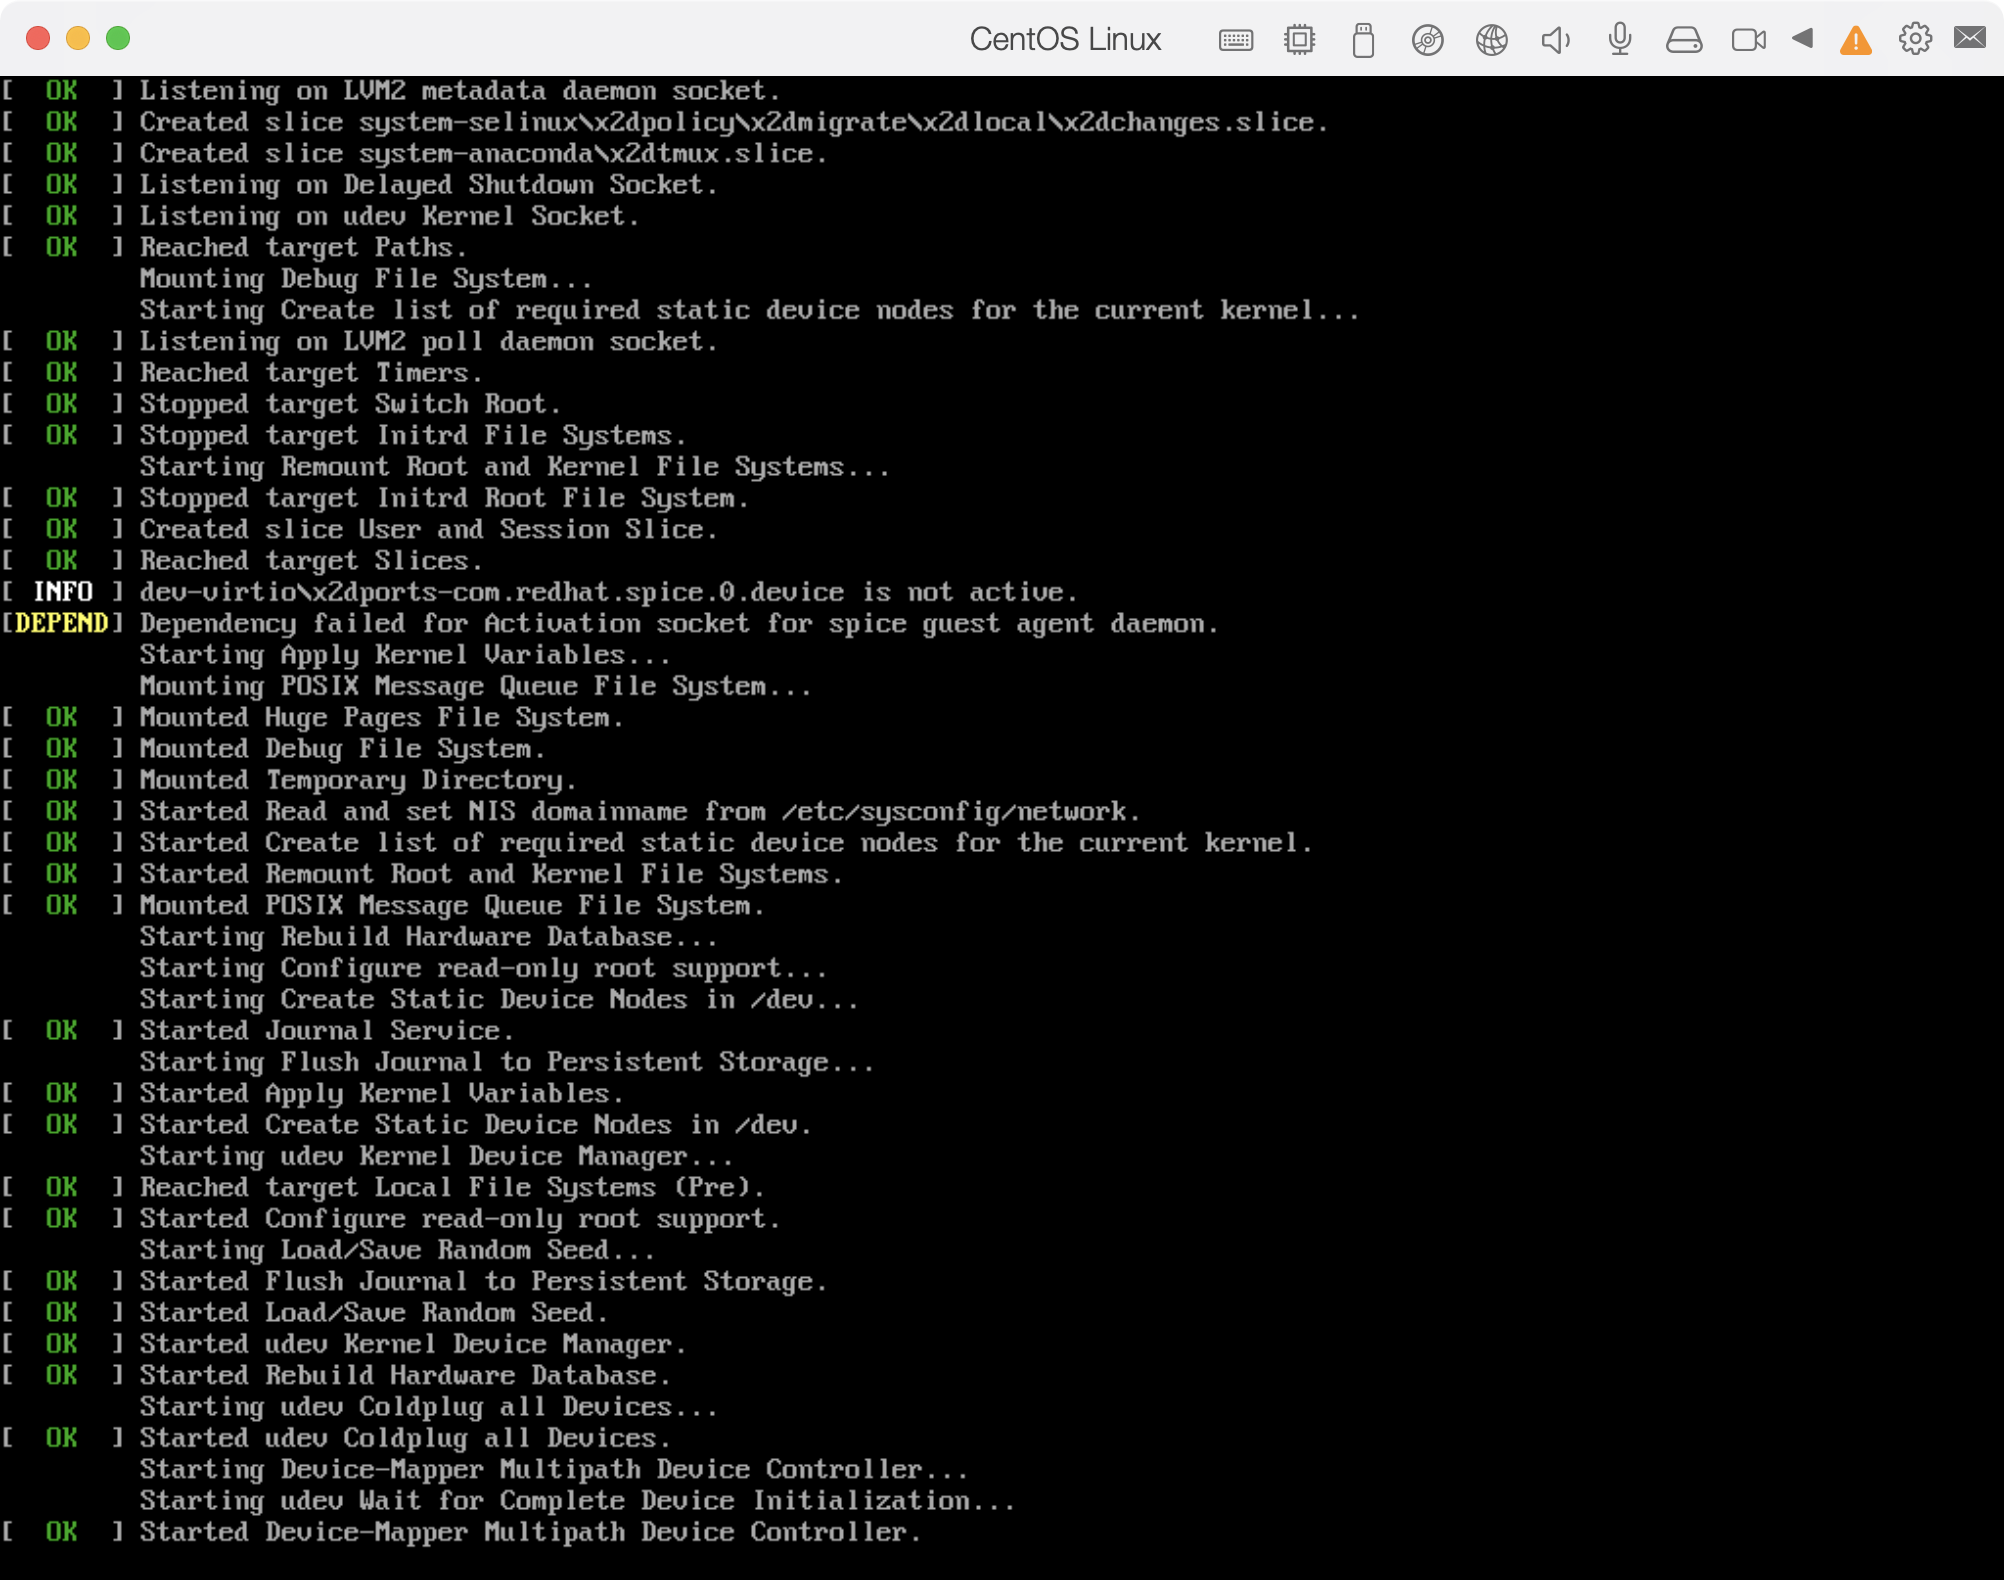 CentOS Linux
[  OK  ] Listening on LVM2 metadata daemon socket.
[  OK  ] Created slice system-selinux\x2dpolicy\x2dmigrate\x2dlocal\x2dchanges.slice.
[  OK  ] Created slice system-anaconda\x2dtmux.slice.
[  OK  ] Listening on Delayed Shutdown Socket.
[  OK  ] Listening on udev Kernel Socket.
[  OK  ] Reached target Paths.
         Mounting Debug File System...
         Starting Create list of required static device nodes for the current kernel...
[  OK  ] Listening on LVM2 poll daemon socket.
[  OK  ] Reached target Timers.
[  OK  ] Stopped target Switch Root.
[  OK  ] Stopped target Initrd File Systems.
         Starting Remount Root and Kernel File Systems...
[  OK  ] Stopped target Initrd Root File System.
[  OK  ] Created slice User and Session Slice.
[  OK  ] Reached target Slices.
[ INFO ] dev-virtio\x2dports-com.redhat.spice.0.device is not active.
[DEPEND] Dependency failed for Activation socket for spice guest agent daemon.
         Starting Apply Kernel Variables...
         Mounting POSIX Message Queue File System...
[  OK  ] Mounted Huge Pages File System.
[  OK  ] Mounted Debug File System.
[  OK  ] Mounted Temporary Directory.
[  OK  ] Started Read and set NIS domainname from /etc/sysconfig/network.
[  OK  ] Started Create list of required static device nodes for the current kernel.
[  OK  ] Started Remount Root and Kernel File Systems.
[  OK  ] Mounted POSIX Message Queue File System.
         Starting Rebuild Hardware Database...
         Starting Configure read-only root support...
         Starting Create Static Device Nodes in /dev...
[  OK  ] Started Journal Service.
         Starting Flush Journal to Persistent Storage...
[  OK  ] Started Apply Kernel Variables.
[  OK  ] Started Create Static Device Nodes in /dev.
         Starting udev Kernel Device Manager...
[  OK  ] Reached target Local File Systems (Pre).
[  OK  ] Started Configure read-only root support.
         Starting Load/Save Random Seed...
[  OK  ] Started Flush Journal to Persistent Storage.
[  OK  ] Started Load/Save Random Seed.
[  OK  ] Started udev Kernel Device Manager.
[  OK  ] Started Rebuild Hardware Database.
         Starting udev Coldplug all Devices...
[  OK  ] Started udev Coldplug all Devices.
         Starting Device-Mapper Multipath Device Controller...
         Starting udev Wait for Complete Device Initialization...
[  OK  ] Started Device-Mapper Multipath Device Controller.